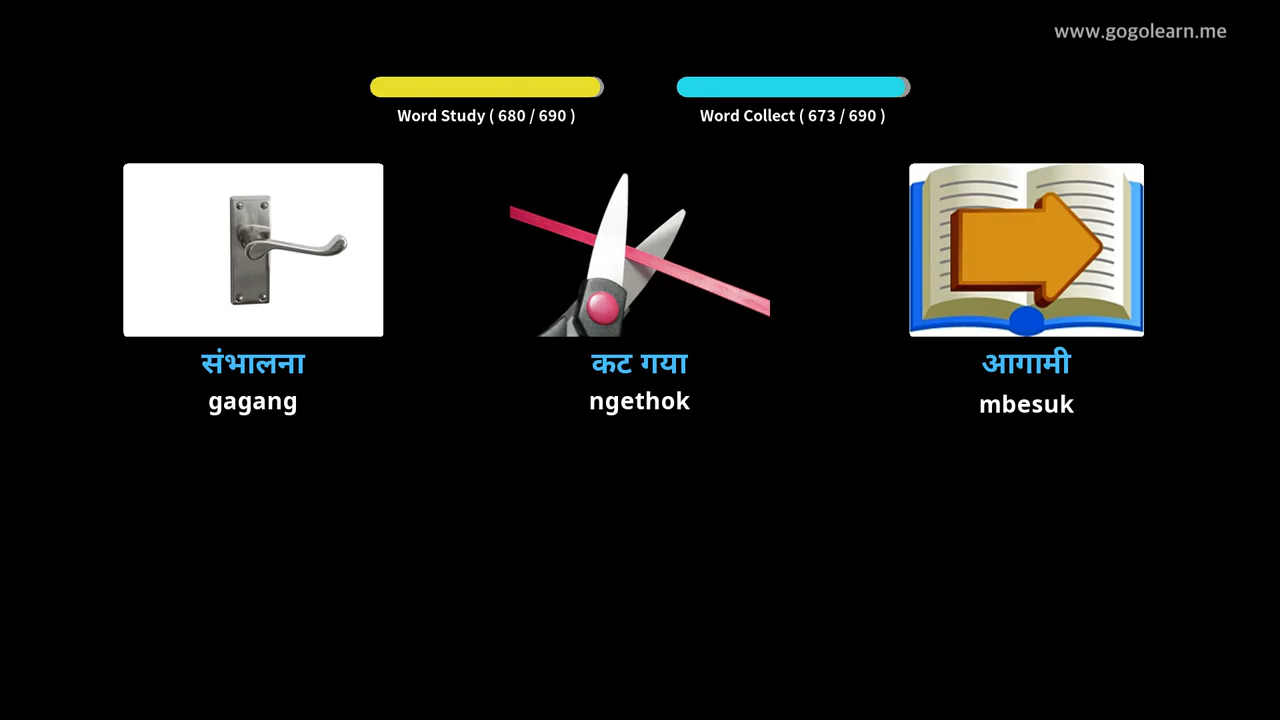 www.gogolearn.me
Word Study ( 680 / 690 )
Word Collect ( 673 / 690 )
संभालना
कट गया
आगामी
gagang
ngethok
mbesuk